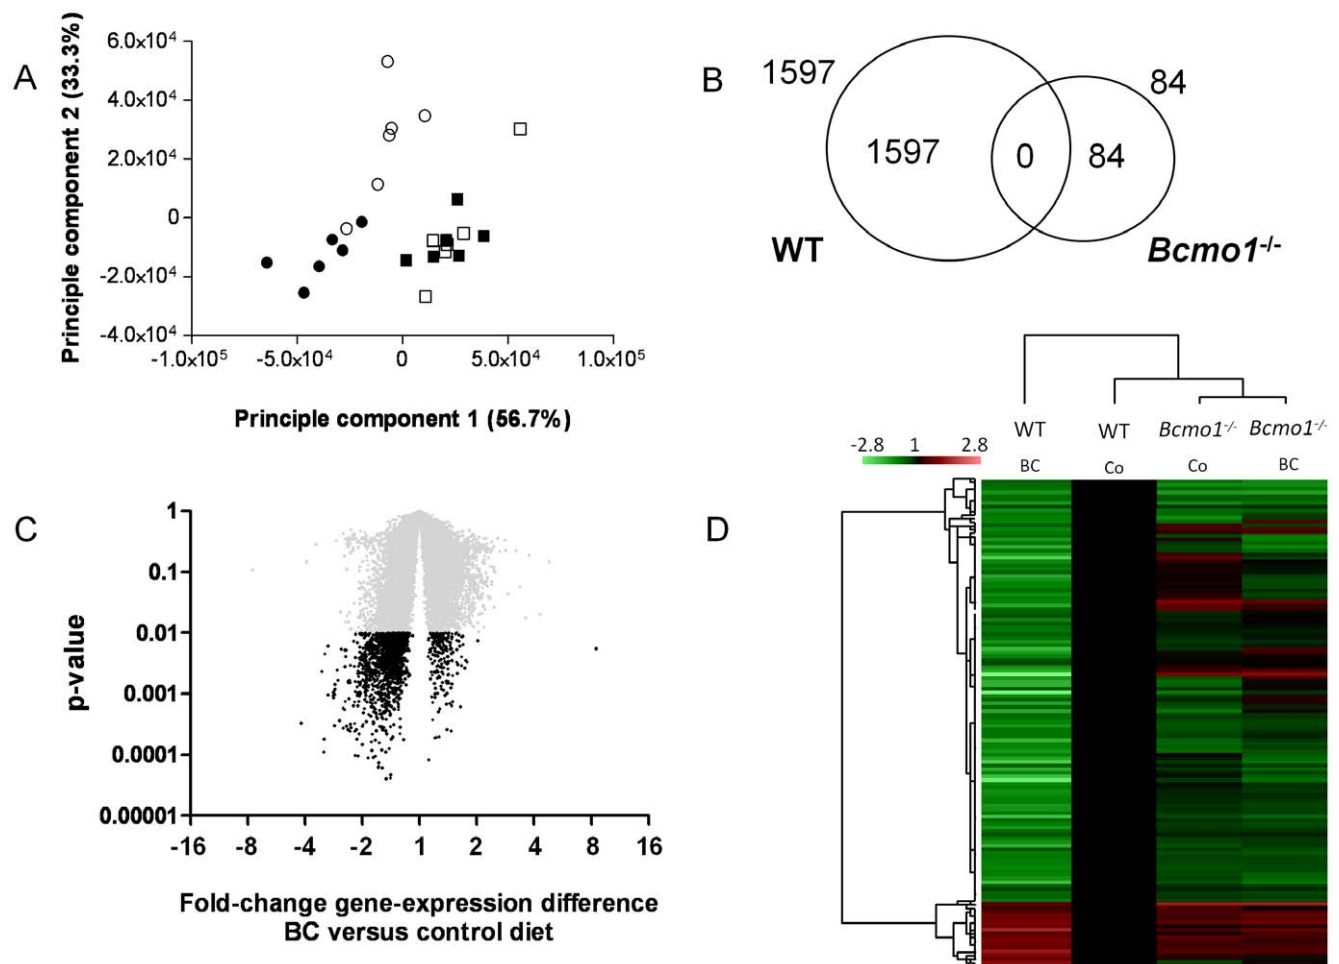 A
Principle component 2 (33.3%)
6.0x10⁴
4.0x10⁴
2.0x10⁴
0
-2.0x10⁴
-4.0x10⁴
-1.0x10⁵ -5.0x10⁴ 0 5.0x10⁴ 1.0x10⁵
Principle component 1 (56.7%)
B
1597 84
1597 0 84
WT Bcmo1-/-
C
p-value
1
0.1
0.01
0.001
0.0001
0.00001
-16 -8 -4 -2 1 2 4 8 16
Fold-change gene-expression difference
BC versus control diet
D
-2.8 1 2.8
WT WT Bcmo1-/- Bcmo1-/-
BC Co Co BC